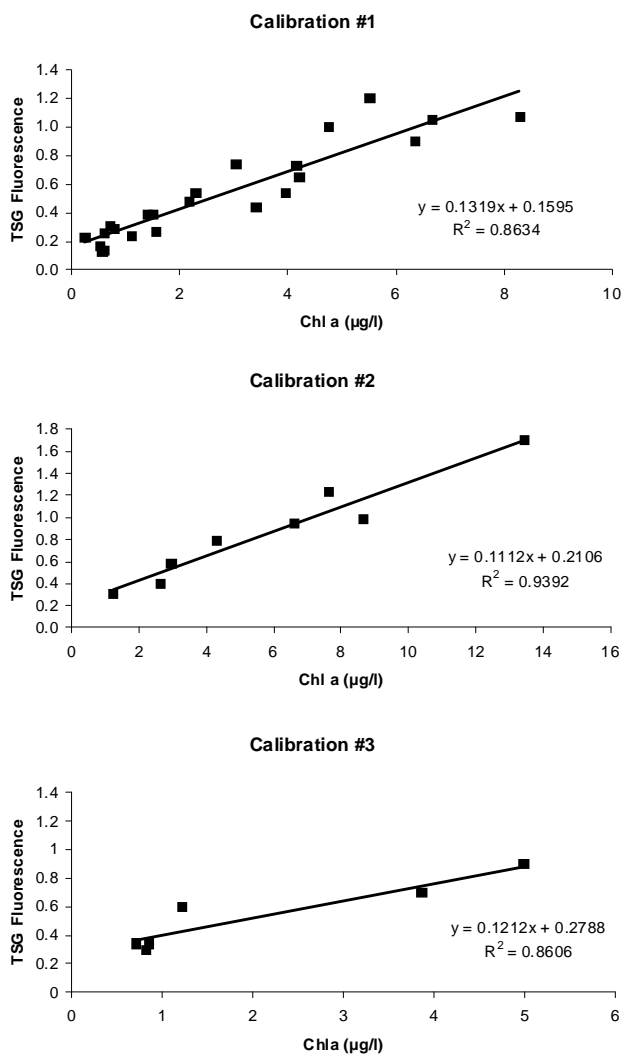 Calibration #1
1.4
1.2
1.0
0.8
0.6
0.4
0.2
0.0
TSG Fluorescence
y = 0.1319x + 0.1595
R² = 0.8634
0 2 4 6 8 10
Chl a (µg/l)
Calibration #2
1.8
1.6
1.4
1.2
1.0
0.8
0.6
0.4
0.2
0.0
TSG Fluorescence
y = 0.1112x + 0.2106
R² = 0.9392
0 2 4 6 8 10 12 14 16
Chl a (µg/l)
Calibration #3
1.4
1.2
1
0.8
0.6
0.4
0.2
0
TSG Fluorescence
y = 0.1212x + 0.2788
R² = 0.8606
0 1 2 3 4 5 6
Chla (µg/l)